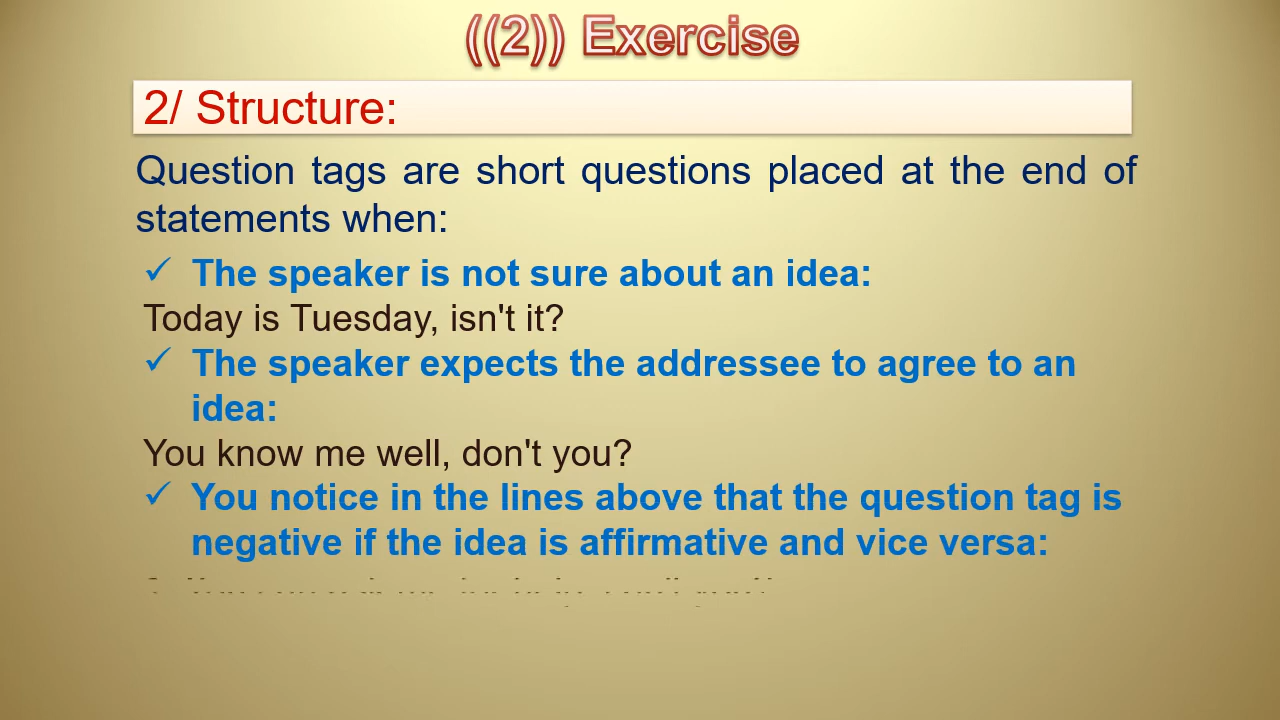 ((2)) Exercise
2/ Structure:
Question tags are short questions placed at the end of
statements when:
✓ The speaker is not sure about an idea:
Today is Tuesday, isn't it?
✓ The speaker expects the addressee to agree to an
idea:
You know me well, don't you?
✓ You notice in the lines above that the question tag is
negative if the idea is affirmative and vice versa: